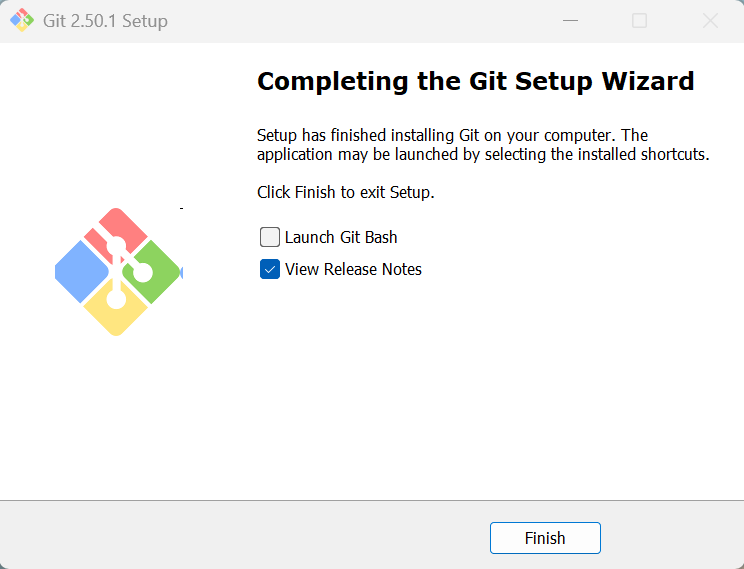 Git 2.50.1 Setup
Completing the Git Setup Wizard
Setup has finished installing Git on your computer. The
application may be launched by selecting the installed shortcuts.
Click Finish to exit Setup.
Launch Git Bash
View Release Notes
Finish